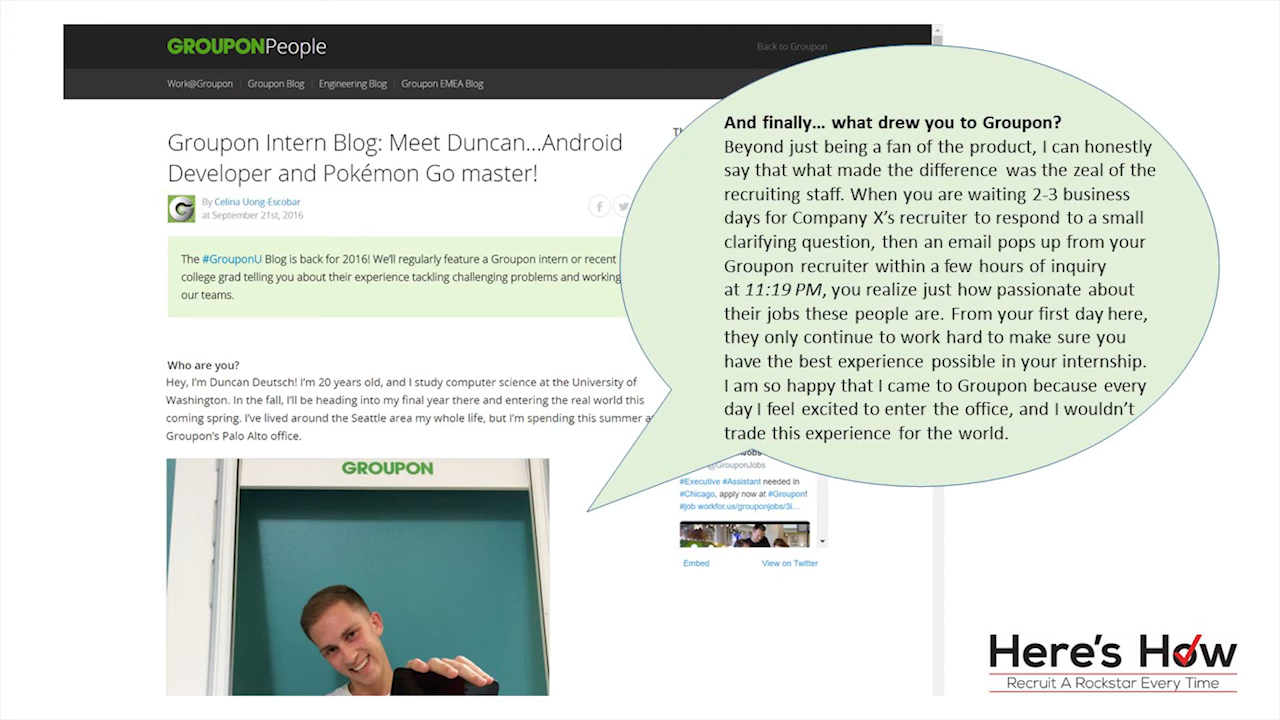 GROUPONPeople
Back to Groupon
Work@Groupon
Groupon Blog
Engineering Blog
Groupon EMEA Blog
Groupon Intern Blog: Meet Duncan...Android
Developer and Pokémon Go master!
By Celina Uong-Escobar
at September 21st, 2016
The #GrouponU Blog is back for 2016! We'll regularly feature a Groupon intern or recent
college grad telling you about their experience tackling challenging problems and working
our teams.
Who are you?
Hey, I'm Duncan Deutsch! I'm 20 years old, and I study computer science at the University of
Washington. In the fall, I'll be heading into my final year there and entering the real world this
coming spring. I've lived around the Seattle area my whole life, but I'm spending this summer
Groupon's Palo Alto office.
GROUPON
And finally… what drew you to Groupon?
Beyond just being a fan of the product, I can honestly
say that what made the difference was the zeal of the
recruiting staff. When you are waiting 2-3 business
days for Company X's recruiter to respond to a small
clarifying question, then an email pops up from your
Groupon recruiter within a few hours of inquiry
at 11:19 PM, you realize just how passionate about
their jobs these people are. From your first day here,
they only continue to work hard to make sure you
have the best experience possible in your internship.
I am so happy that I came to Groupon because every
day I feel excited to enter the office, and I wouldn't
trade this experience for the world.
@GrouponJobs
#Executive #Assistant needed in
#Chicago, apply now at #Groupon!
#job workfor.us/grouponjobs/3i...
Embed
View on Twitter
Here's How
Recruit A Rockstar Every Time